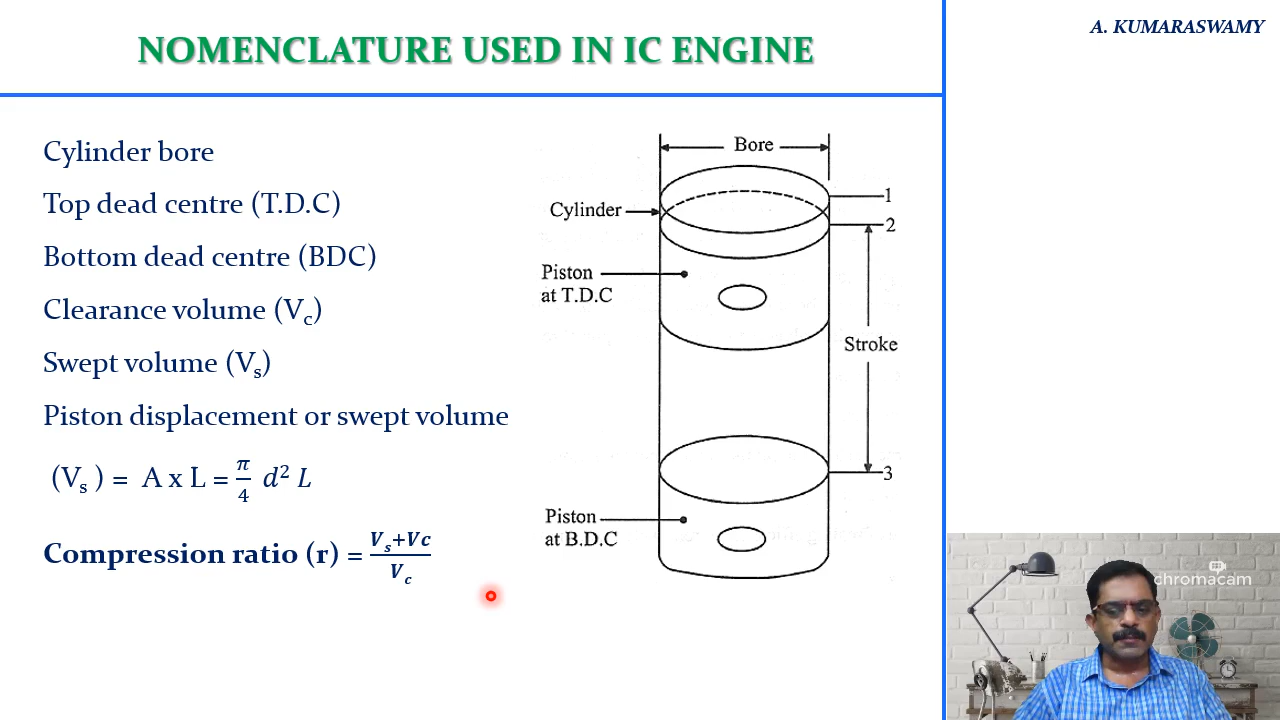 NOMENCLATURE USED IN IC ENGINE
A. KUMARASWAMY
Cylinder bore
Top dead centre (T.D.C)
Bottom dead centre (BDC)
Clearance volume (Vc)
Swept volume (Vs)
Piston displacement or swept volume
(Vs ) = A x L = π/4 d² L
Compression ratio (r) = Vs+Vc/Vc
Bore
1
Cylinder
2
Piston
at T.D.C
Stroke
3
Piston
at B.D.C
chromacam